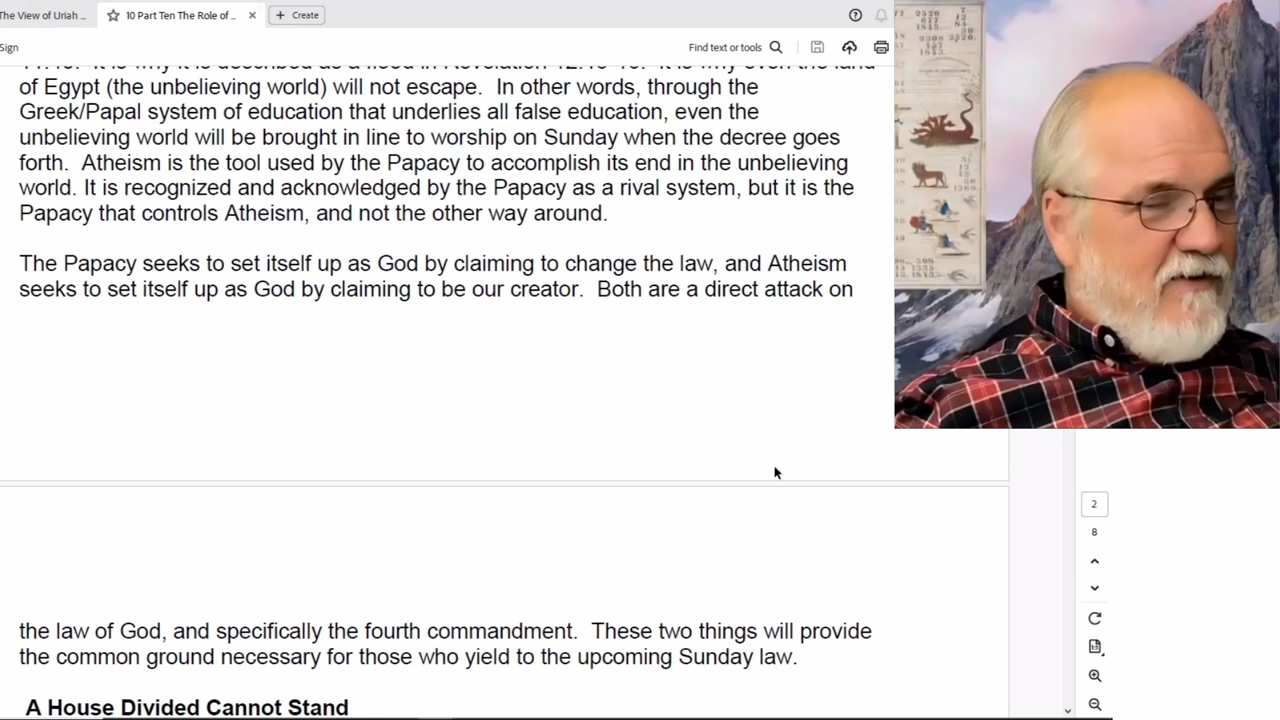 The View of Uriah ...
10 Part Ten The Role of ...
Create
Sign
Find text or tools
of Egypt (the unbelieving world) will not escape. In other words, through the
Greek/Papal system of education that underlies all false education, even the
unbelieving world will be brought in line to worship on Sunday when the decree goes
forth. Atheism is the tool used by the Papacy to accomplish its end in the unbelieving
world. It is recognized and acknowledged by the Papacy as a rival system, but it is the
Papacy that controls Atheism, and not the other way around.
The Papacy seeks to set itself up as God by claiming to change the law, and Atheism
seeks to set itself up as God by claiming to be our creator. Both are a direct attack on
2
8
the law of God, and specifically the fourth commandment. These two things will provide
the common ground necessary for those who yield to the upcoming Sunday law.
A House Divided Cannot Stand